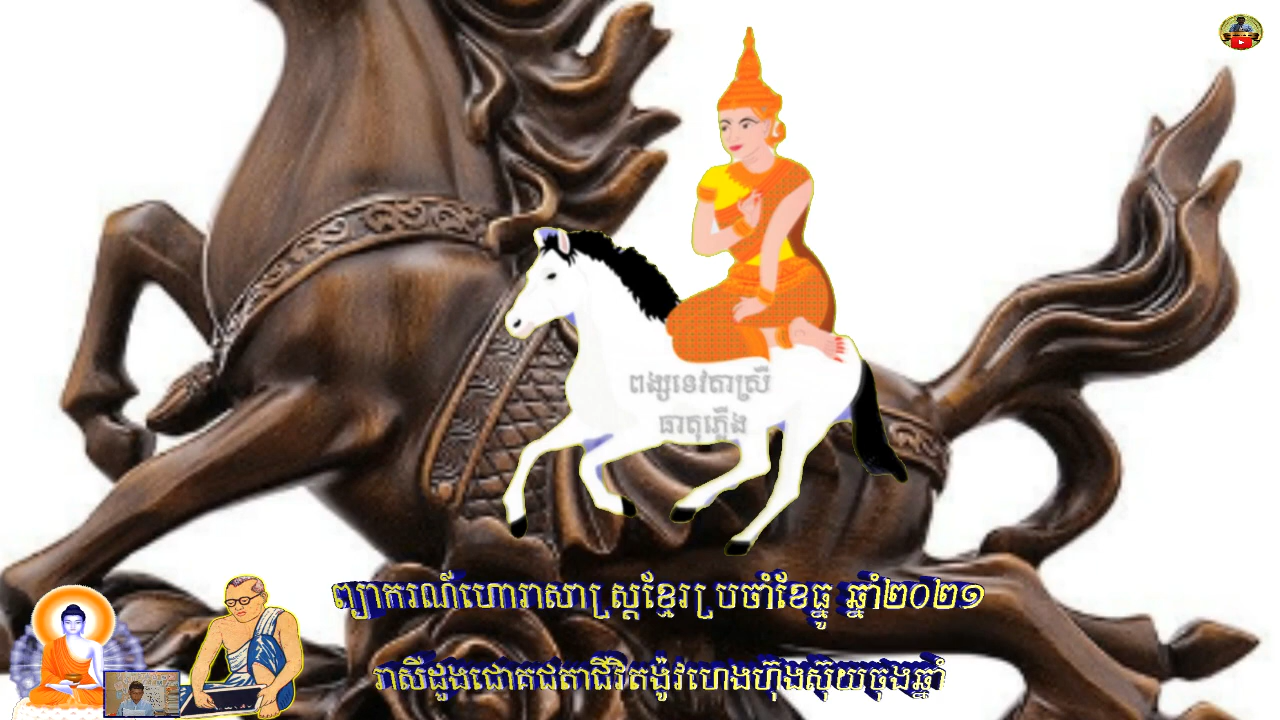 ពង្សទេវតាស្រី
ធាតុភ្លើង
ព្យាករណ៍ហោរាសាស្ត្រខ្មែរ ប្រចាំខែធ្នូ ឆ្នាំ២០២១
រាសីដួងជោគជតាជីវិតង៉ូវហេងហ៊ុងស៊ុយចុងឆ្នាំ